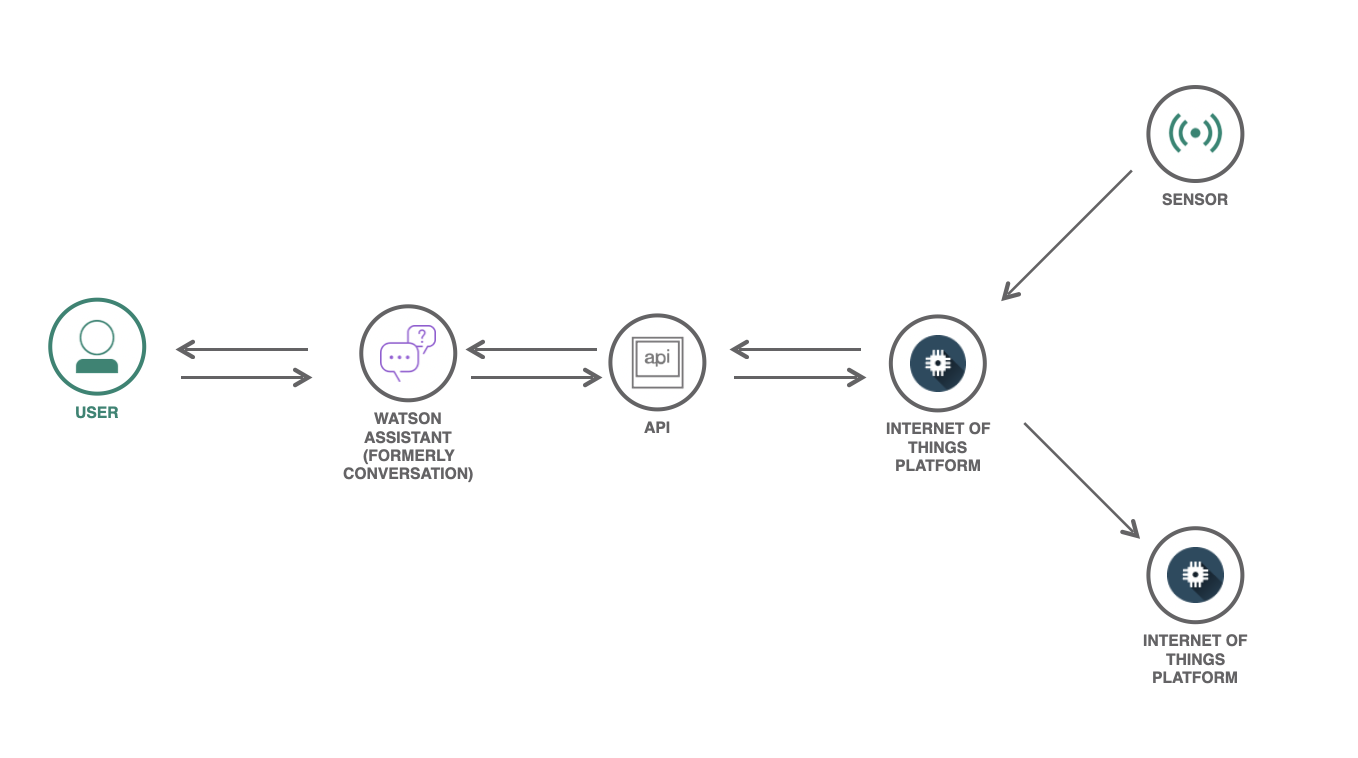 SENSOR
USER
WATSON
ASSISTANT
(FORMERLY
CONVERSATION)
api
API
INTERNET OF
THINGS
PLATFORM
INTERNET OF
THINGS
PLATFORM